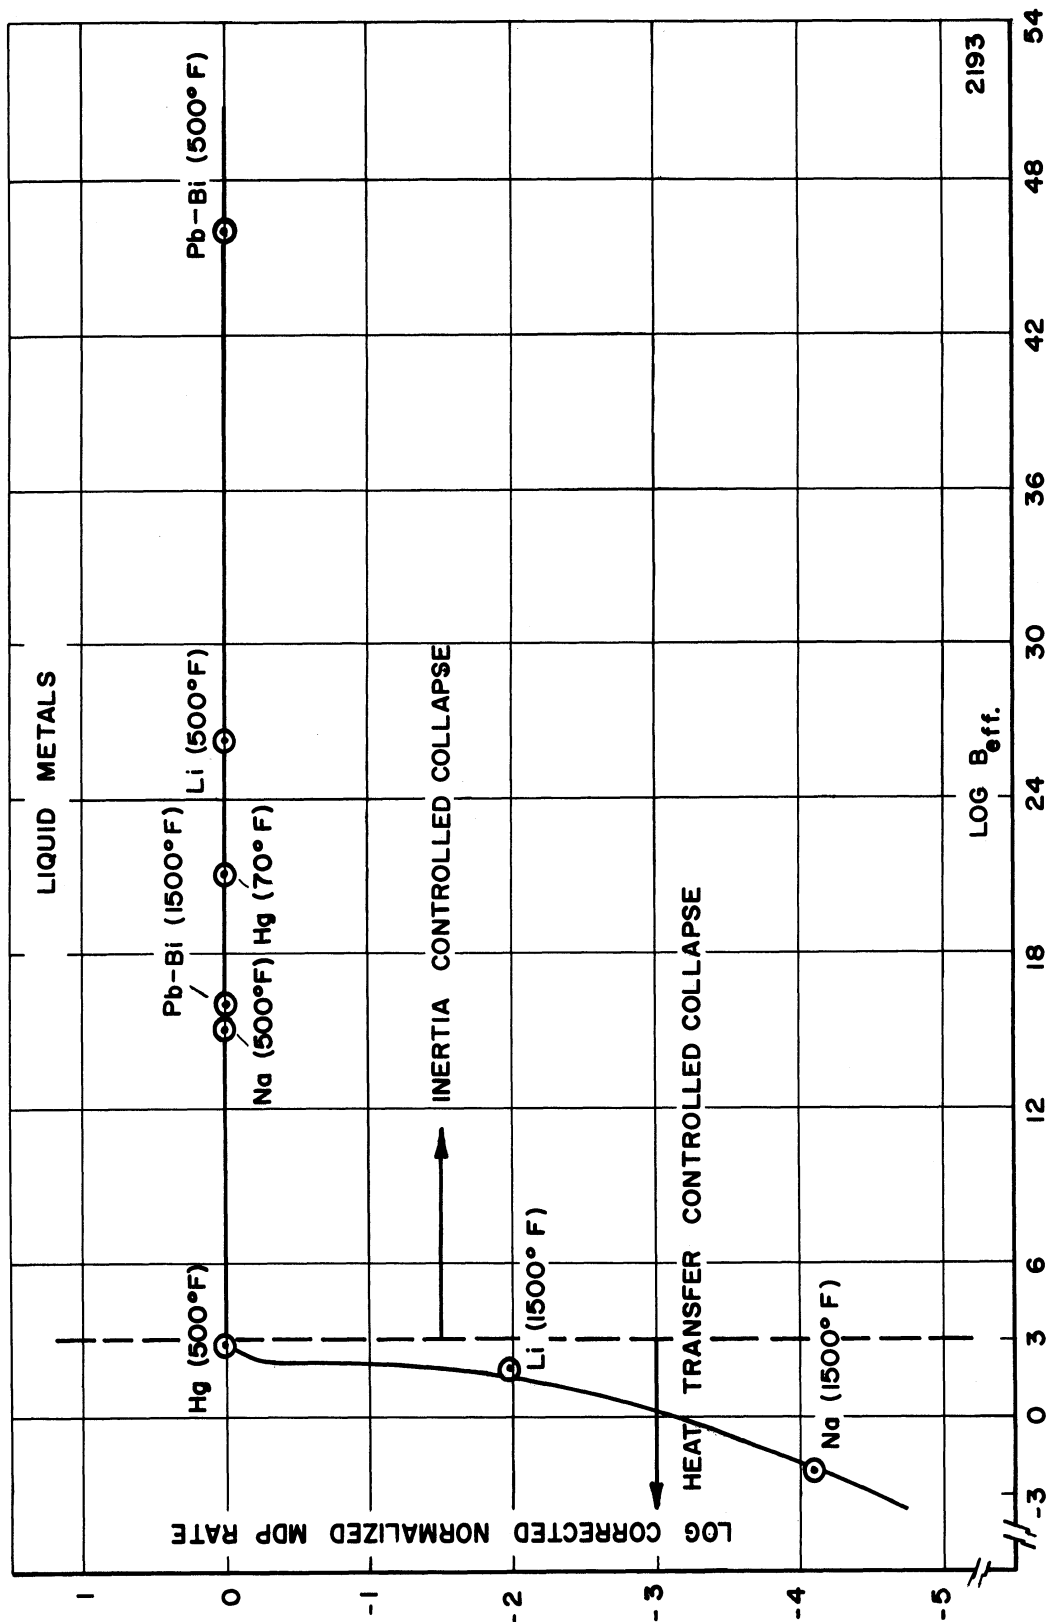 LIQUID METALS
Pb-Bi (500°F)
Li (500°F)
Pb-Bi (1500°F)
Hg (500°F)
Na (500°F) Hg (70°F)
INERTIA CONTROLLED COLLAPSE
Li (1500°F)
HEAT TRANSFER CONTROLLED COLLAPSE
Na (1500°F)
LOG CORRECTED NORMALIZED MDP RATE
1
0
-1
-2
-3
-4
-5
-3
0
3
6
12
18
24
30
36
42
48
54
LOG Beff.
2193